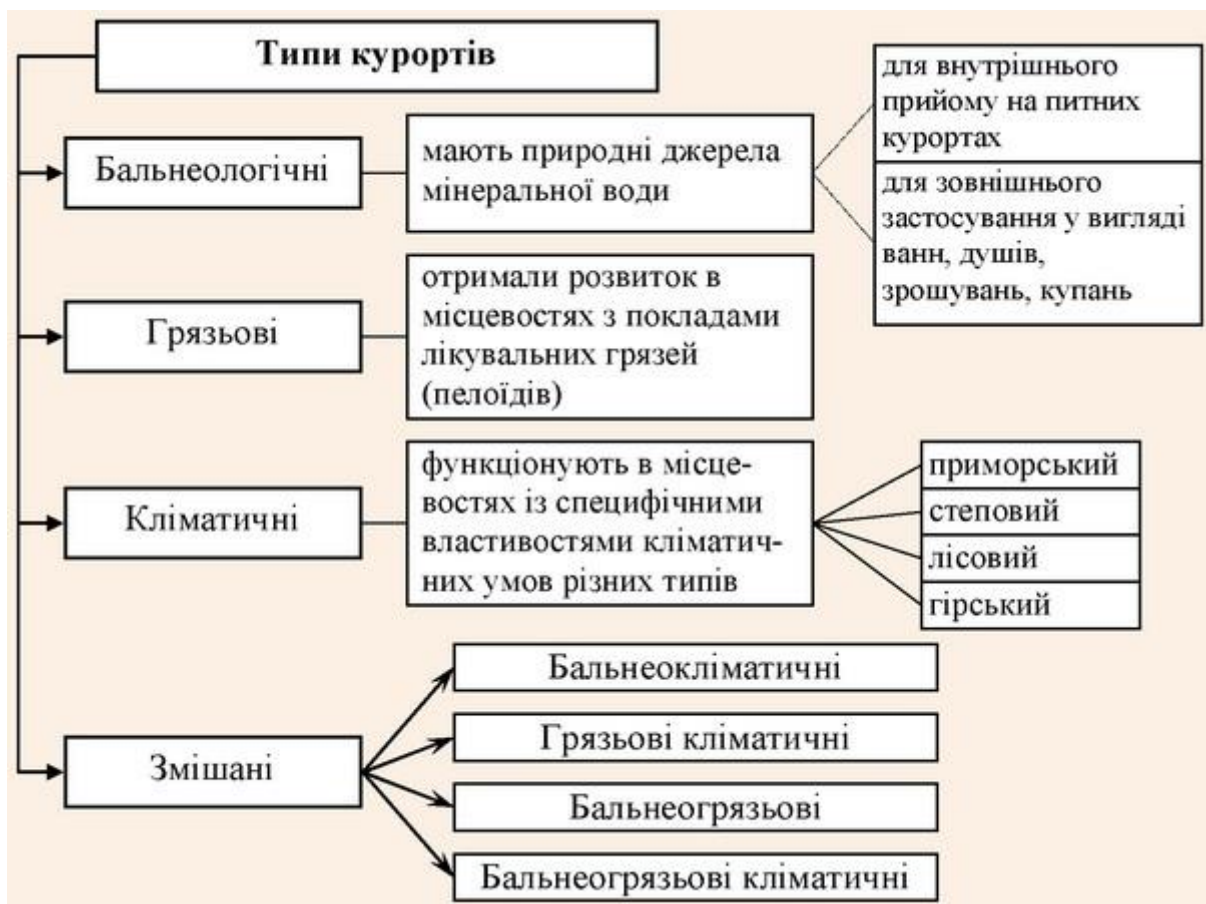 Типи курортів
Бальнеологічні
мають природні джерела
мінеральної води
для внутрішнього
прийому на питних
курортах
для зовнішнього
застосування у вигляді
ванн, душів,
зрошувань, купань
Грязьові
отримали розвиток в
місцевостях з покладами
лікувальних грязей
(пелоїдів)
Кліматичні
функціонують в місце-
востях із специфічними
властивостями кліматич-
них умов різних типів
приморський
степовий
лісовий
гірський
Змішані
Бальнеокліматичні
Грязьові кліматичні
Бальнеогрязьові
Бальнеогрязьові кліматичні